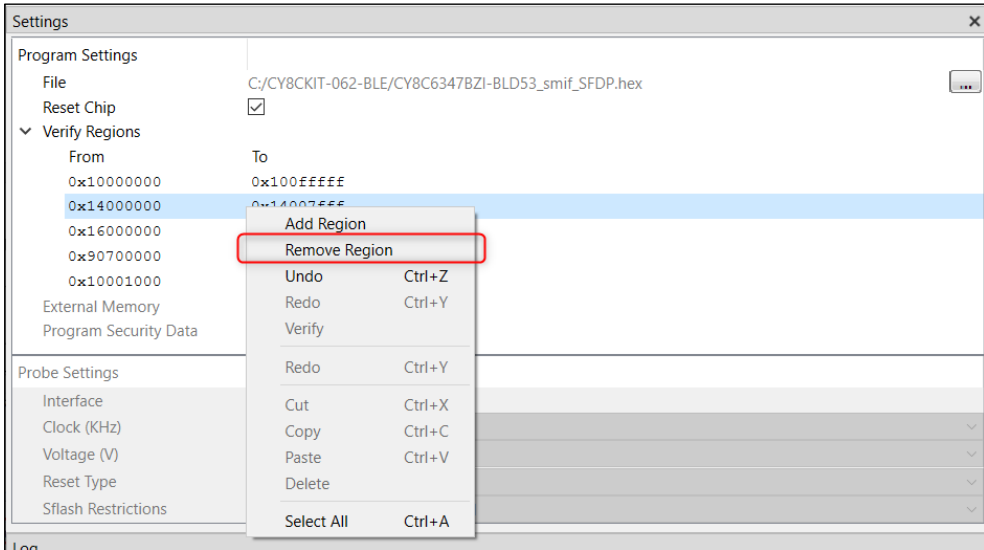 Settings
Program Settings
File C:/CY8CKIT-062-BLE/CY8C6347BZI-BLD53_smif_SFDP.hex ...
Reset Chip
Verify Regions
From To
0x10000000 0x100fffff
0x14000000 0x14007fff
0x16000000
0x90700000
0x10001000
External Memory
Program Security Data
Probe Settings
Interface
Clock (KHz)
Voltage (V)
Reset Type
Sflash Restrictions
Add Region
Remove Region
Undo Ctrl+Z
Redo Ctrl+Y
Verify
Redo Ctrl+Y
Cut Ctrl+X
Copy Ctrl+C
Paste Ctrl+V
Delete
Select All Ctrl+A
Log